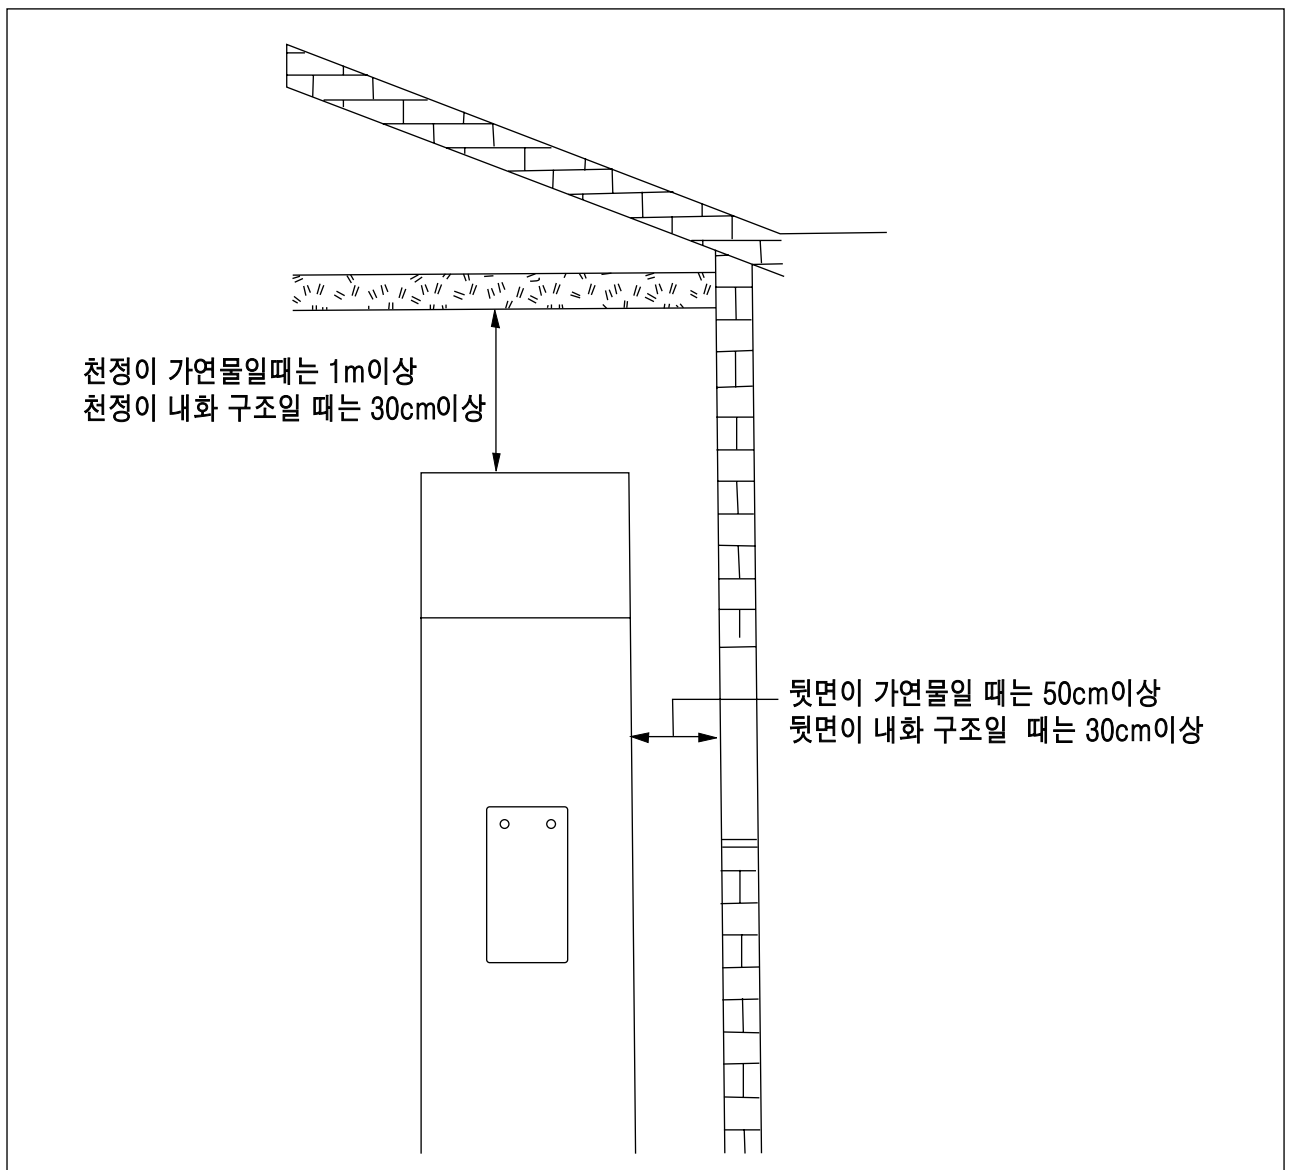 천정이 가연물일때는 1m이상
천정이 내화 구조일 때는 30cm이상
뒷면이 가연물일 때는 50cm이상
뒷면이 내화 구조일 때는 30cm이상